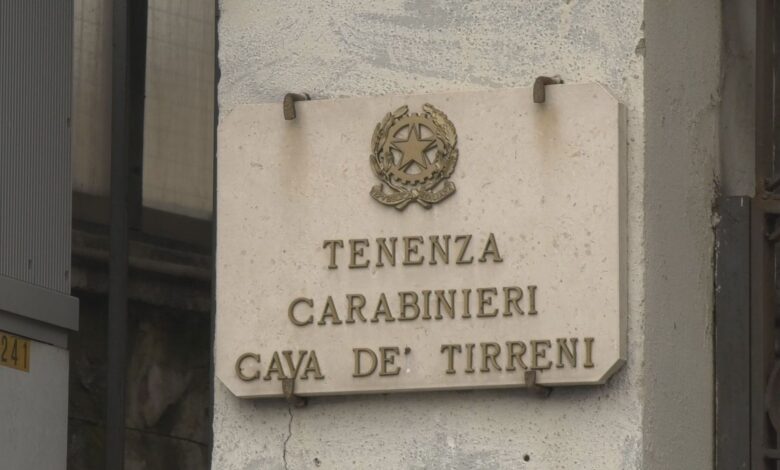 TENENZA
CARABINIERI
CAVA DE' TIRRENI
241